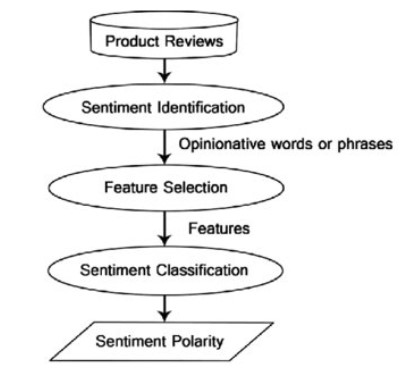 Product Reviews
Sentiment Identification
Opinionative words or phrases
Feature Selection
Features
Sentiment Classification
Sentiment Polarity